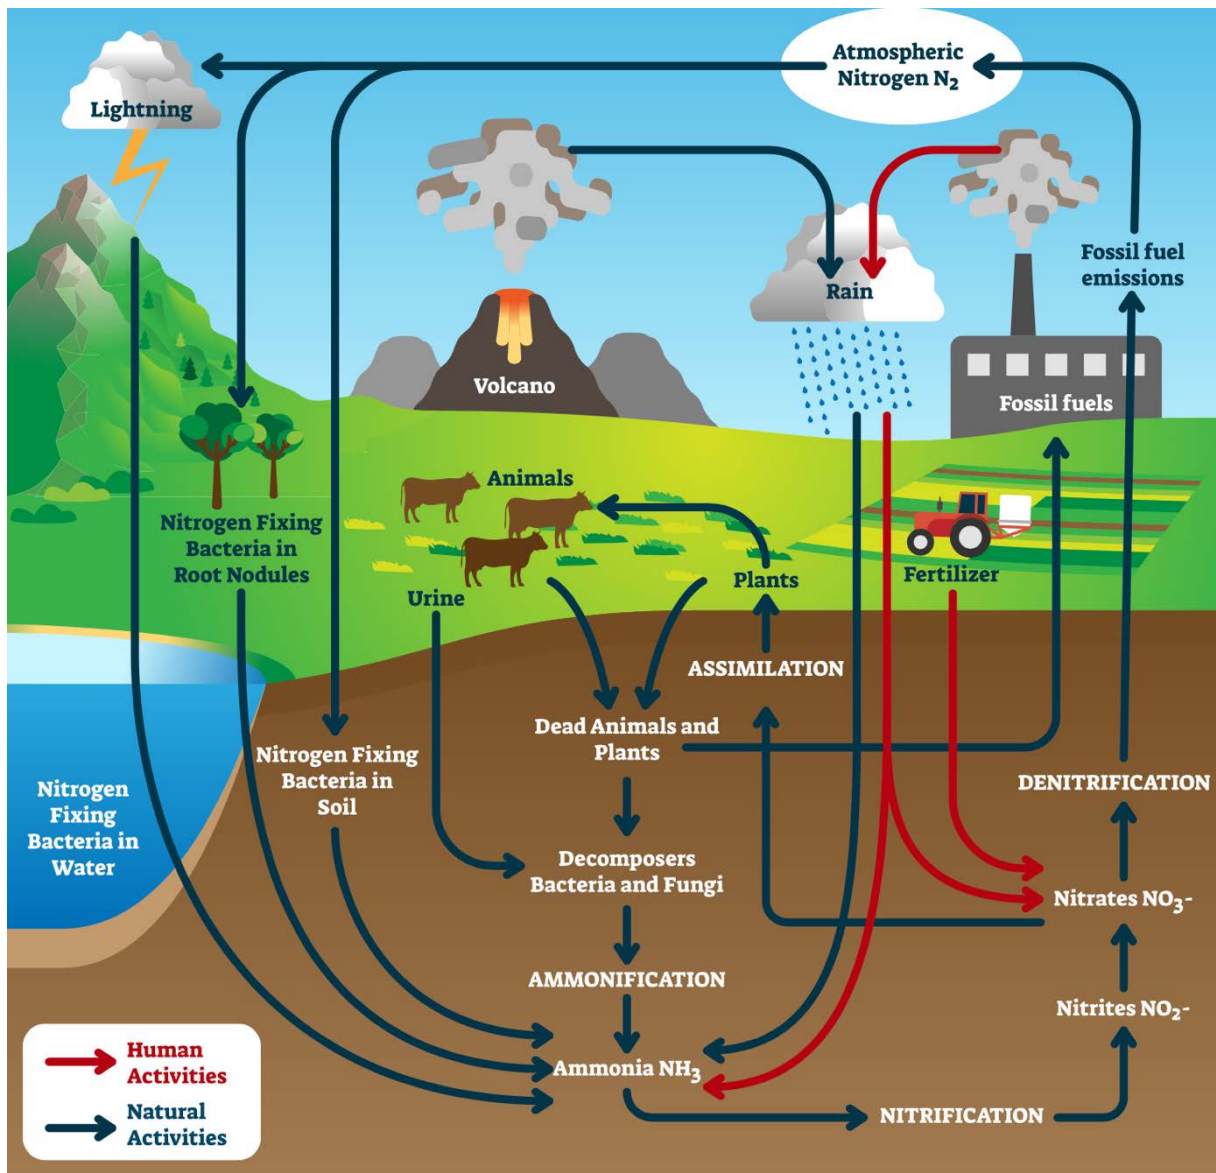 Atmospheric
Nitrogen N₂
Lightning
Fossil fuel
emissions
Rain
Volcano
Fossil fuels
Animals
Nitrogen Fixing
Bacteria in
Root Nodules
Urine
Plants
Fertilizer
ASSIMILATION
Dead Animals and
Plants
Nitrogen Fixing
Bacteria in
Soil
Nitrogen
Fixing
Bacteria in
Water
DENITRIFICATION
Decomposers
Bacteria and Fungi
Nitrates NO₃-
AMMONIFICATION
Nitrites NO₂-
Ammonia NH₃
NITRIFICATION
Human
Activities
Natural
Activities